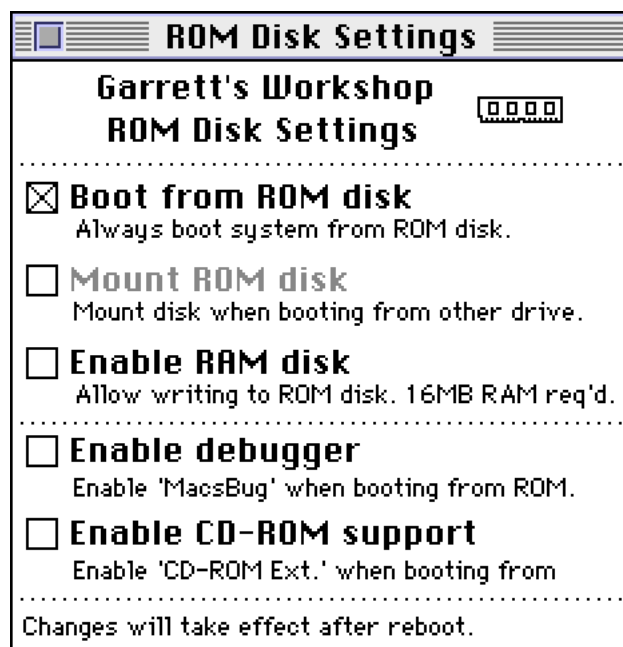 ROM Disk Settings
Garrett's Workshop
ROM Disk Settings
Boot from ROM disk
Always boot system from ROM disk.
Mount ROM disk
Mount disk when booting from other drive.
Enable RAM disk
Allow writing to ROM disk. 16MB RAM req'd.
Enable debugger
Enable 'MacsBug' when booting from ROM.
Enable CD-ROM support
Enable 'CD-ROM Ext.' when booting from
Changes will take effect after reboot.